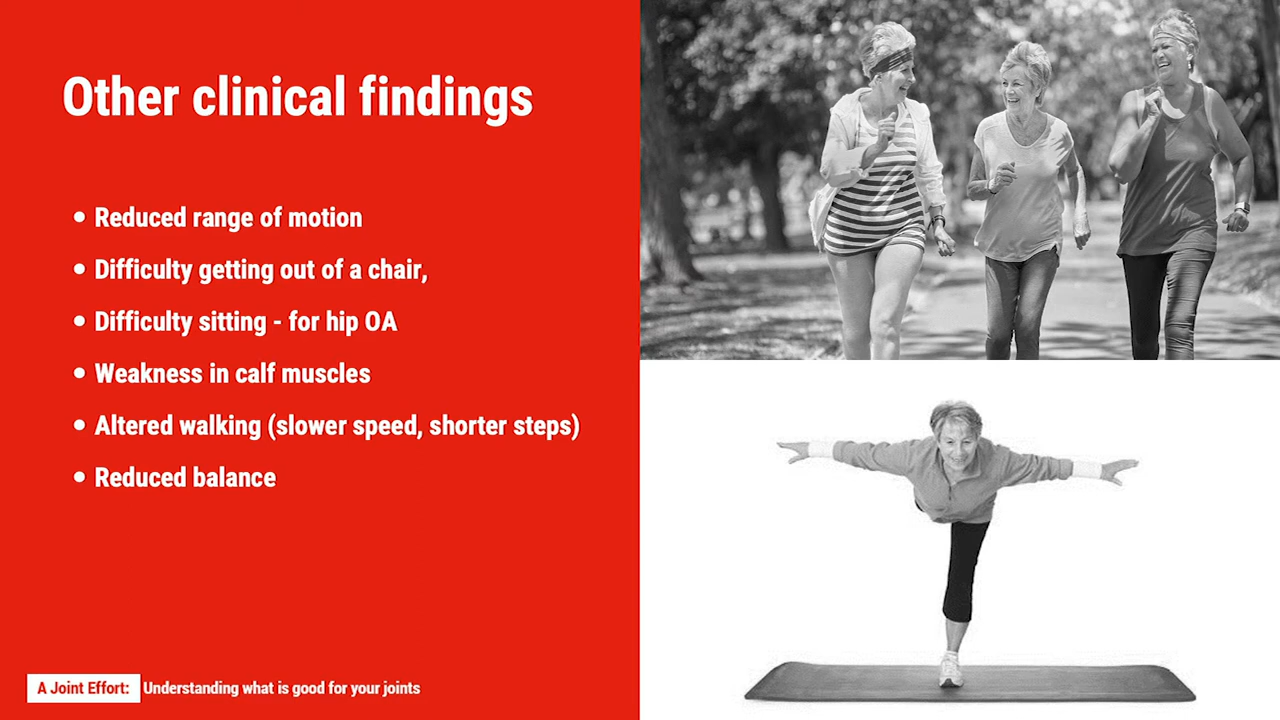 Other clinical findings
• Reduced range of motion
• Difficulty getting out of a chair,
• Difficulty sitting - for hip OA
• Weakness in calf muscles
• Altered walking (slower speed, shorter steps)
• Reduced balance
A Joint Effort: Understanding what is good for your joints